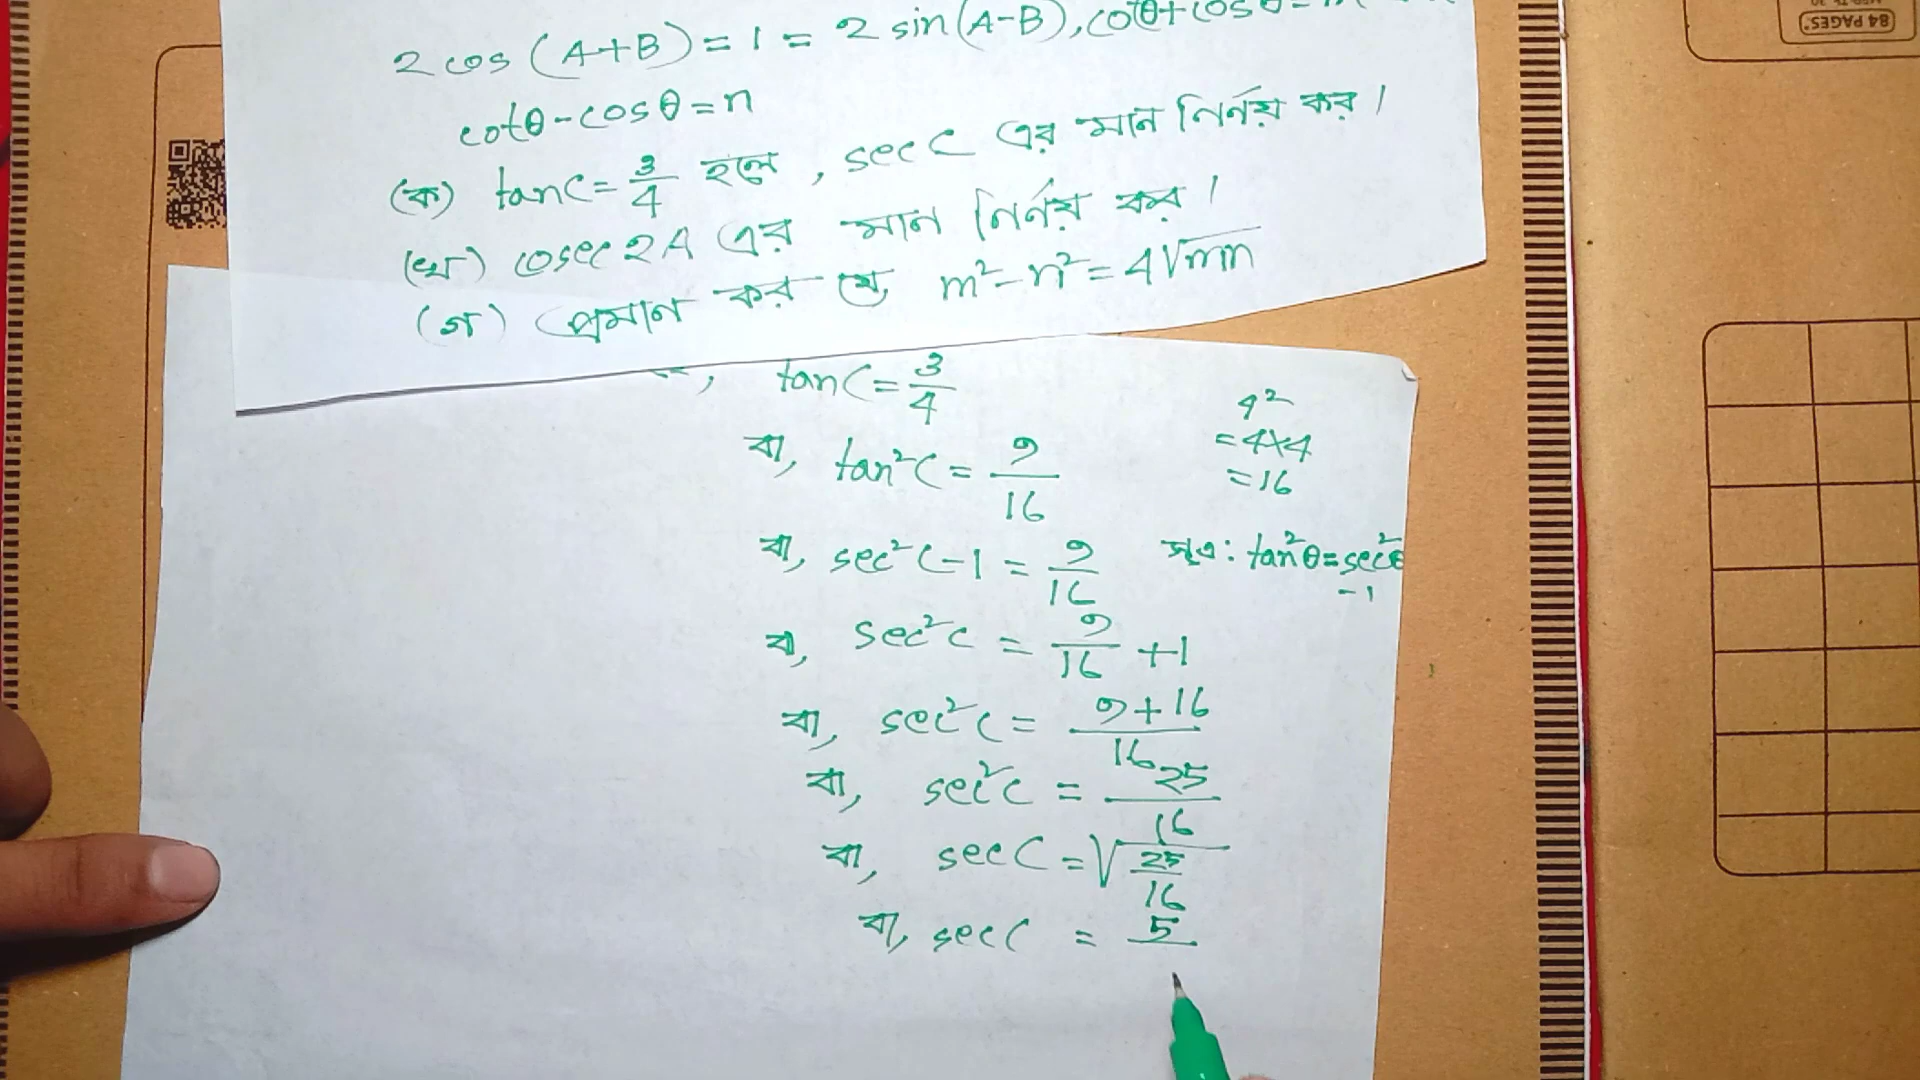 2 cos (A+B) = 1 = 2 sin(A-B), cotθ+cosθ=
cotθ-cosθ=n
(ক) tanC= 3/4 হলে, sec C এর মান নির্নয় কর।
(খ) cosec 2A এর মান নির্নয় কর।
(গ) প্রমান কর যে, m²-n²=4√mn
tanC= 3/4
বা, tan²C = 9/16
4²
=4×4
=16
বা, sec²C-1 = 9/16
সূত্র: tan²θ=sec²θ
-1
বা, sec²C = 9/16 +1
বা, sec²C = 9+16/16
বা, sec²C = 25/16
বা, secC =√25/16
বা, secC = 5
84 PAGES